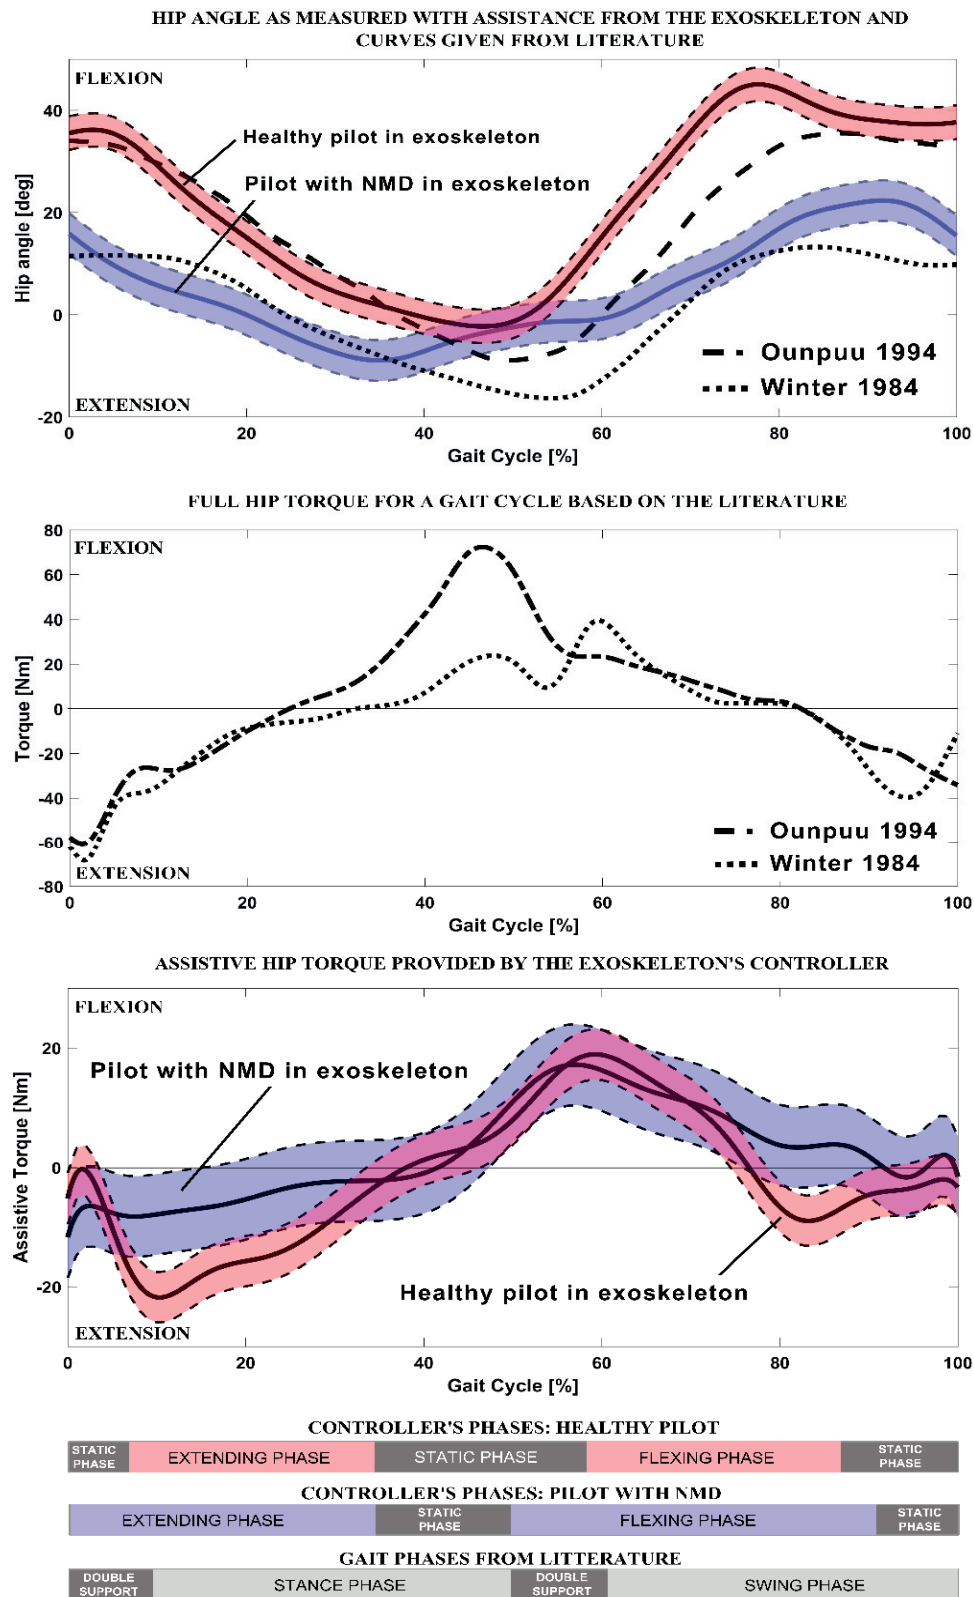 HIP ANGLE AS MEASURED WITH ASSISTANCE FROM THE EXOSKELETON AND
CURVES GIVEN FROM LITERATURE
FLEXION
Healthy pilot in exoskeleton
Pilot with NMD in exoskeleton
Hip angle [deg]
40
20
0
-20
Ounpuu 1994
Winter 1984
EXTENSION
0 20 40 60 80 100
Gait Cycle [%]
FULL HIP TORQUE FOR A GAIT CYCLE BASED ON THE LITERATURE
FLEXION
Torque [Nm]
80
60
40
20
0
-20
-40
-60
-80
Ounpuu 1994
Winter 1984
EXTENSION
0 20 40 60 80 100
Gait Cycle [%]
ASSISTIVE HIP TORQUE PROVIDED BY THE EXOSKELETON'S CONTROLLER
FLEXION
Pilot with NMD in exoskeleton
Assistive Torque [Nm]
20
0
-20
Healthy pilot in exoskeleton
EXTENSION
0 20 40 60 80 100
Gait Cycle [%]
CONTROLLER'S PHASES: HEALTHY PILOT
STATIC PHASE EXTENDING PHASE STATIC PHASE FLEXING PHASE STATIC PHASE
CONTROLLER'S PHASES: PILOT WITH NMD
EXTENDING PHASE STATIC PHASE FLEXING PHASE STATIC PHASE
GAIT PHASES FROM LITTERATURE
DOUBLE SUPPORT STANCE PHASE DOUBLE SUPPORT SWING PHASE